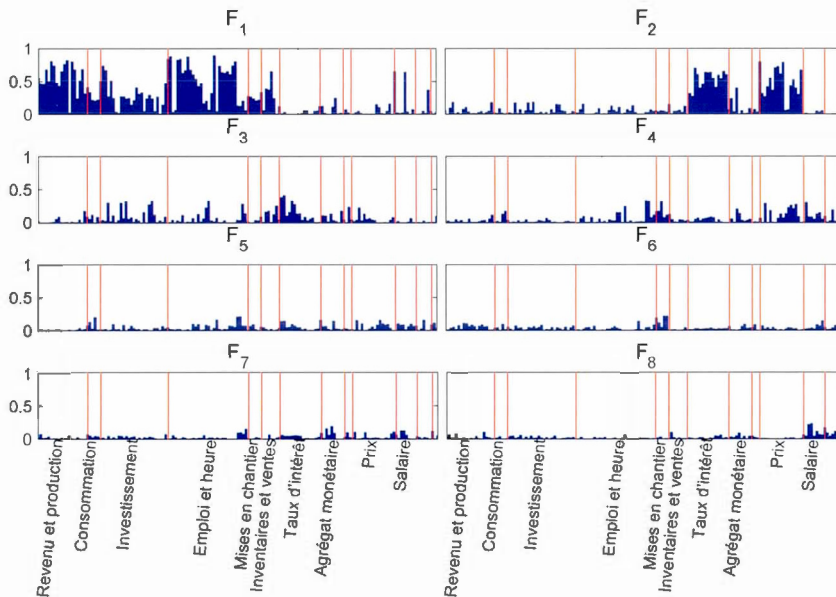 F1
F2
1
0.5
0
F3
F4
1
0.5
0
F5
F6
1
0.5
0
F7
F8
1
0.5
0
Revenu et production
Consommation
Investissement
Emploi et heure
Mises en chantier
Inventaires et ventes
Taux d'intérê
Agrégat monétaire
Prix
Salaire
Revenu et production
Consommation
Investissement
Emploi et heure
Mises en chantier
Inventaires et ventes
Taux d'intérê
Agrégat monétaire
Prix
Salaire